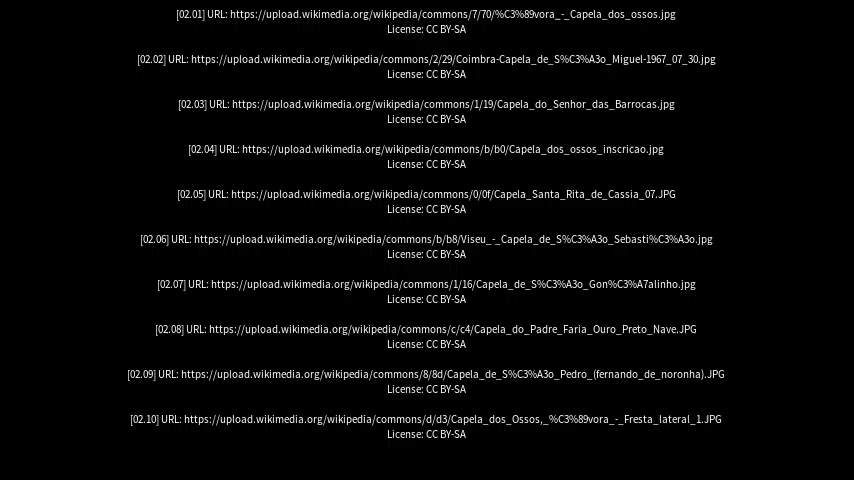 [02.01] URL: https://upload.wikimedia.org/wikipedia/commons/7/70/%C3%89vora_-_Capela_dos_ossos.jpg
License: CC BY-SA
[02.02] URL: https://upload.wikimedia.org/wikipedia/commons/2/29/Coimbra-Capela_de_S%C3%A3o_Miguel-1967_07_30.jpg
License: CC BY-SA
[02.03] URL: https://upload.wikimedia.org/wikipedia/commons/1/19/Capela_do_Senhor_das_Barrocas.jpg
License: CC BY-SA
[02.04] URL: https://upload.wikimedia.org/wikipedia/commons/b/b0/Capela_dos_ossos_inscricao.jpg
License: CC BY-SA
[02.05] URL: https://upload.wikimedia.org/wikipedia/commons/0/0f/Capela_Santa_Rita_de_Cassia_07.JPG
License: CC BY-SA
[02.06] URL: https://upload.wikimedia.org/wikipedia/commons/b/b8/Viseu_-_Capela_de_S%C3%A3o_Sebasti%C3%A3o.jpg
License: CC BY-SA
[02.07] URL: https://upload.wikimedia.org/wikipedia/commons/1/16/Capela_de_S%C3%A3o_Gon%C3%A7alinho.jpg
License: CC BY-SA
[02.08] URL: https://upload.wikimedia.org/wikipedia/commons/c/c4/Capela_do_Padre_Faria_Ouro_Preto_Nave.JPG
License: CC BY-SA
[02.09] URL: https://upload.wikimedia.org/wikipedia/commons/8/8d/Capela_de_S%C3%A3o_Pedro_(fernando_de_noronha).JPG
License: CC BY-SA
[02.10] URL: https://upload.wikimedia.org/wikipedia/commons/d/d3/Capela_dos_Ossos,_%C3%89vora_-_Fresta_lateral_1.JPG
License: CC BY-SA